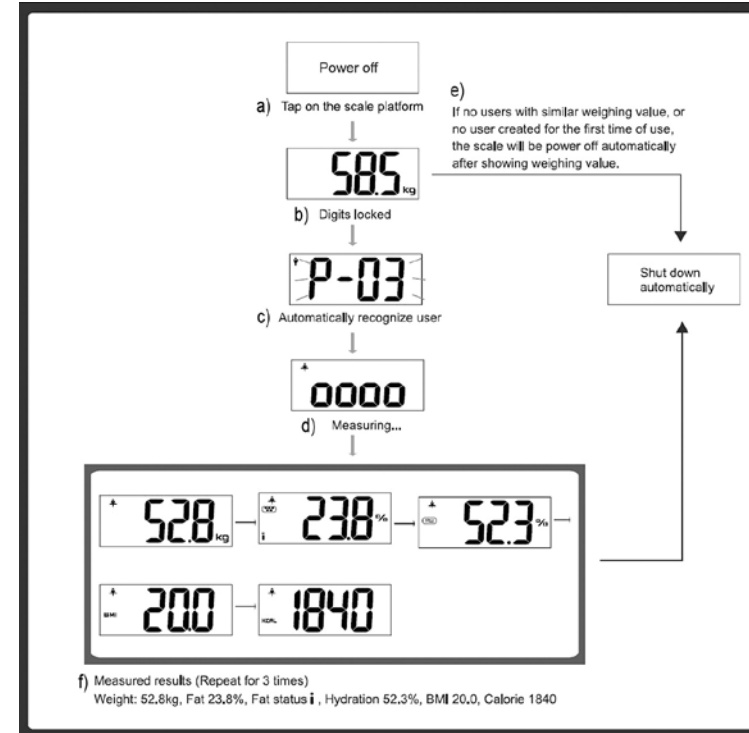 Power off
a) Tap on the scale platform
e)
If no users with similar weighing value, or
no user created for the first time of use,
the scale will be power off automatically
after showing weighing value.
58.5 kg
b) Digits locked
P-03
c) Automatically recognize user
Shut down
automatically
oooo
d) Measuring...
52.8 kg
23.8 %
i
52.3 %
BMI 20.0
KCAL 1840
f) Measured results (Repeat for 3 times)
Weight: 52.8kg, Fat 23.8%, Fat status i , Hydration 52.3%, BMI 20.0, Calorie 1840